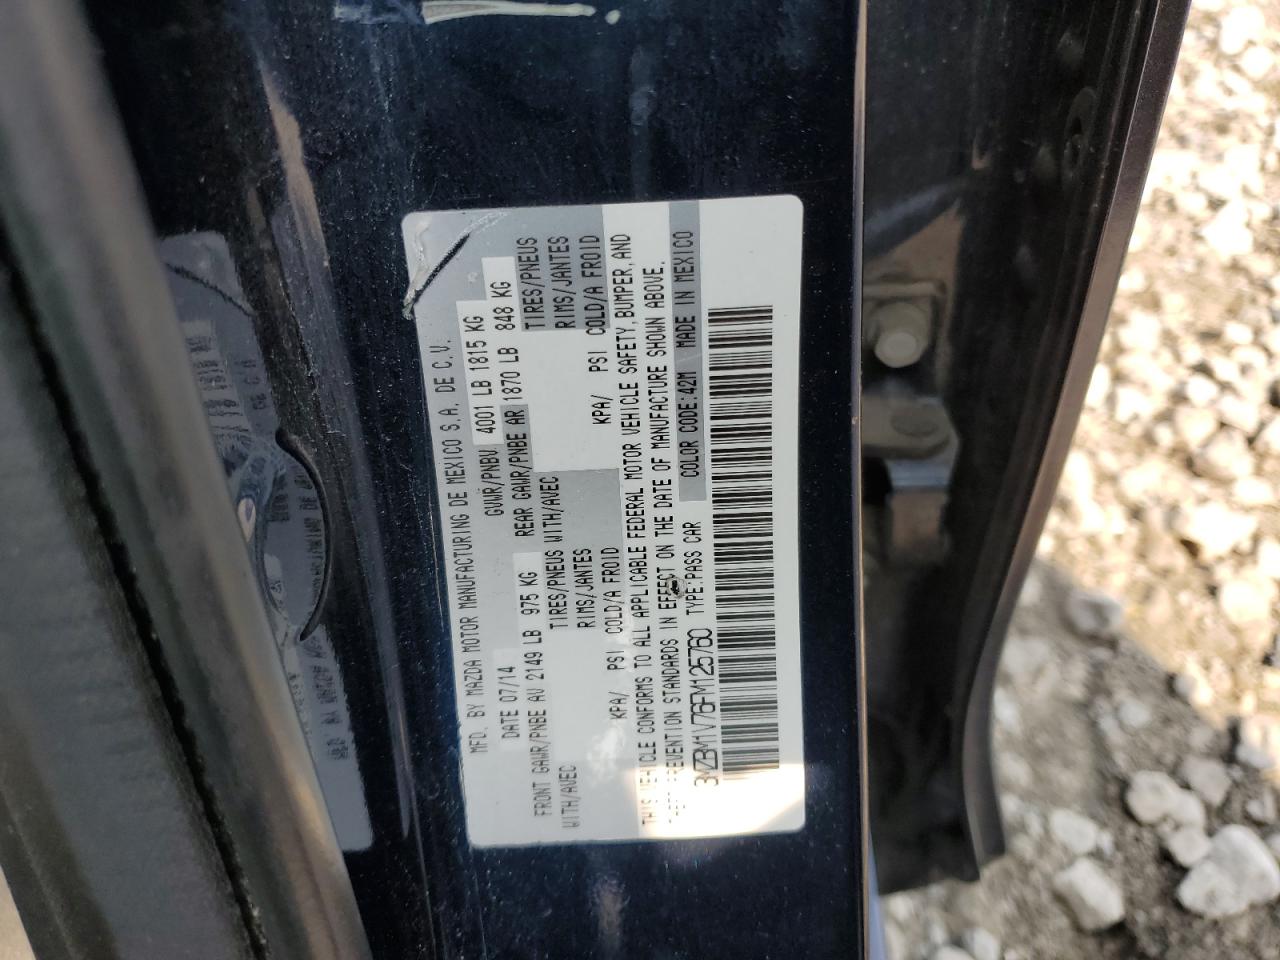 MFD. BY MAZDA MOTOR MANUFACTURING DE MEXICO S.A. DE C.V.
DATE 07/14 GVWR/PNBV 4001 LB 1815 KG
FRONT GAWR/PNBE AV 2149 LB 975 KG REAR GAWR/PNBE AR 1870 LB 848 KG
WITH/AVEC TIRES/PNEUS WITH/AVEC TIRES/PNEUS
RIMS/JANTES RIMS/JANTES
KPA/ PSI COLD/A FROID KPA/ PSI COLD/A FROID
THIS VEHICLE CONFORMS TO ALL APPLICABLE FEDERAL MOTOR VEHICLE SAFETY, BUMPER, AND
THEFT PREVENTION STANDARDS IN EFFECT ON THE DATE OF MANUFACTURE SHOWN ABOVE.
3MZBM1V76FM125760 TYPE:PASS CAR COLOR CODE:42M MADE IN MEXICO